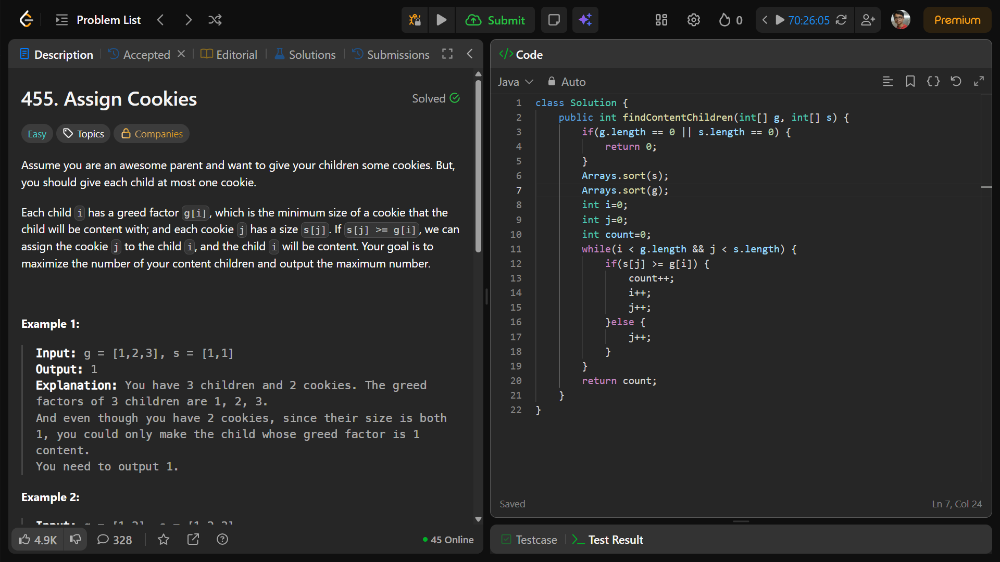 Problem List
Submit
0
70:26:05
Premium
Description
Accepted
Editorial
Solutions
Submissions
455. Assign Cookies
Solved
Easy
Topics
Companies
Assume you are an awesome parent and want to give your children some cookies. But,
you should give each child at most one cookie.
Each child i has a greed factor g[i], which is the minimum size of a cookie that the
child will be content with; and each cookie j has a size s[j]. If s[j] >= g[i], we can
assign the cookie j to the child i, and the child i will be content. Your goal is to
maximize the number of your content children and output the maximum number.
Example 1:
Input: g = [1,2,3], s = [1,1]
Output: 1
Explanation: You have 3 children and 2 cookies. The greed
factors of 3 children are 1, 2, 3.
And even though you have 2 cookies, since their size is both
1, you could only make the child whose greed factor is 1
content.
You need to output 1.
Example 2:
Input: g = [1,2], s = [1,2,3]
4.9K
328
45 Online
</> Code
Java
Auto
1 class Solution {
2 public int findContentChildren(int[] g, int[] s) {
3 if(g.length == 0 || s.length == 0) {
4 return 0;
5 }
6 Arrays.sort(s);
7 Arrays.sort(g);
8 int i=0;
9 int j=0;
10 int count=0;
11 while(i < g.length && j < s.length) {
12 if(s[j] >= g[i]) {
13 count++;
14 i++;
15 j++;
16 }else {
17 j++;
18 }
19 }
20 return count;
21 }
22 }
Saved
Ln 7, Col 24
Testcase
Test Result